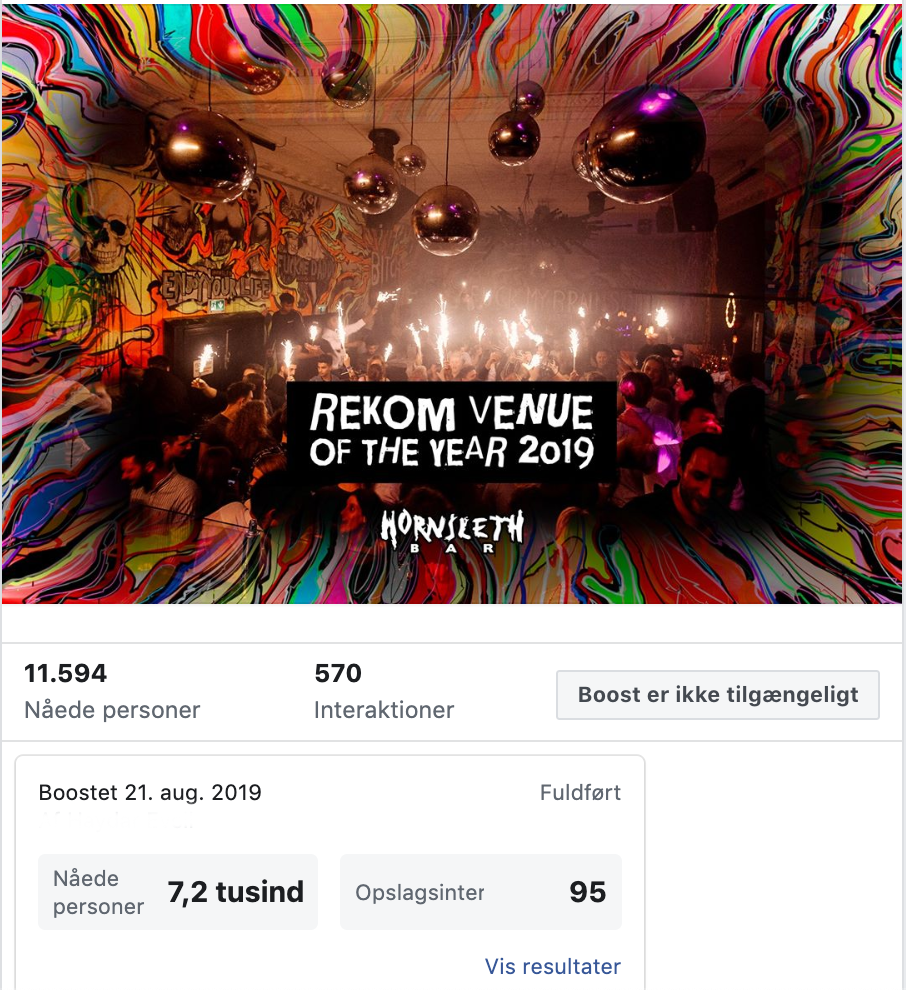 ENJOY YOUR LIFE
REKOM VENUE
OF THE YEAR 2019
HORNSLETH
BAR
11.594
Nåede personer
570
Interaktioner
Boost er ikke tilgængeligt
Boostet 21. aug. 2019
Fuldført
Nåede
personer
7,2 tusind
Opslagsinter
95
Vis resultater